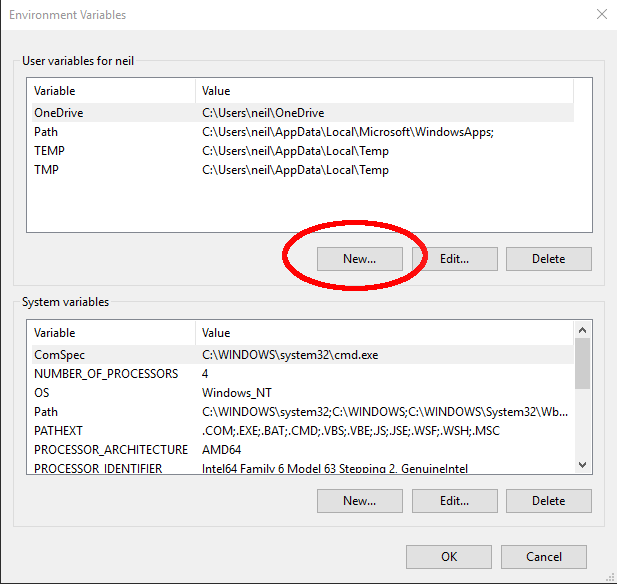 Environment Variables
User variables for neil
Variable Value
OneDrive C:\Users\neil\OneDrive
Path C:\Users\neil\AppData\Local\Microsoft\WindowsApps;
TEMP C:\Users\neil\AppData\Local\Temp
TMP C:\Users\neil\AppData\Local\Temp
New... Edit... Delete
System variables
Variable Value
ComSpec C:\WINDOWS\system32\cmd.exe
NUMBER_OF_PROCESSORS 4
OS Windows_NT
Path C:\WINDOWS\system32;C:\WINDOWS;C:\WINDOWS\System32\Wb...
PATHEXT .COM;.EXE;.BAT;.CMD;.VBS;.VBE;.JS;.JSE;.WSF;.WSH;.MSC
PROCESSOR_ARCHITECTURE AMD64
PROCESSOR_IDENTIFIER Intel64 Family 6 Model 63 Stepping 2, GenuineIntel
New... Edit... Delete
OK Cancel